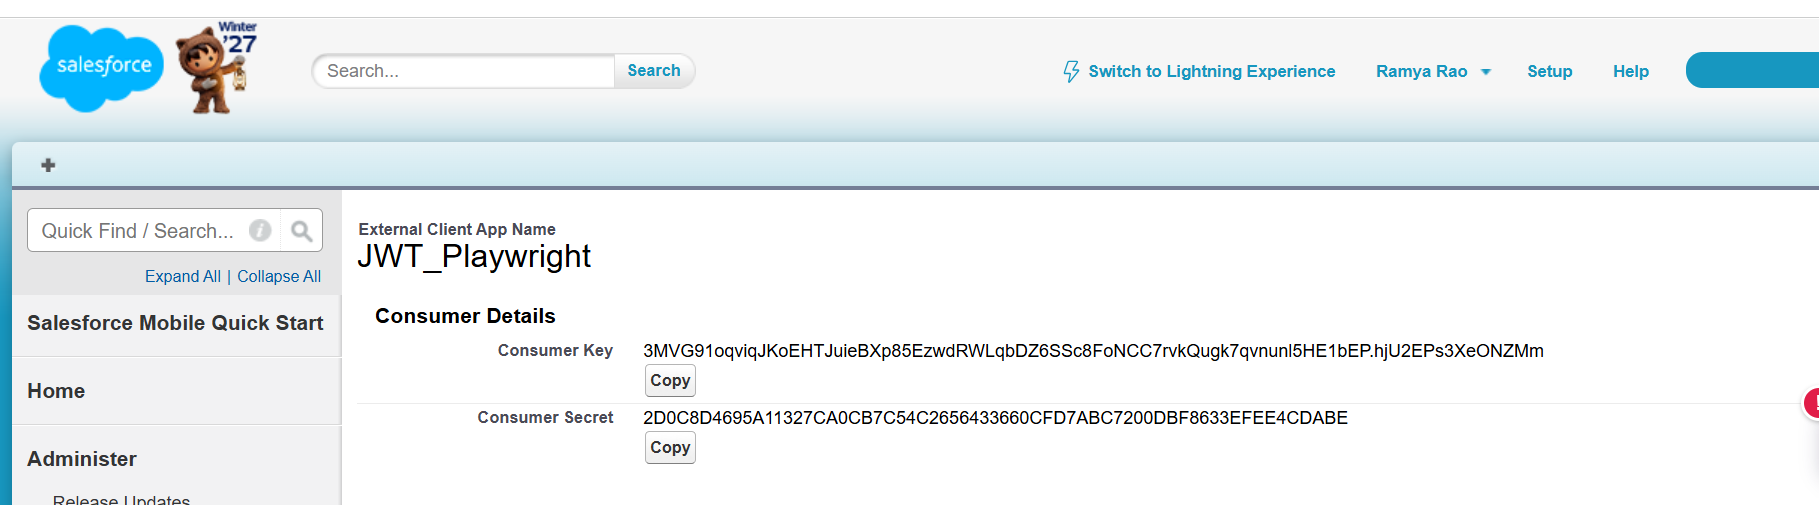 salesforce
Winter
'27
Search...
Search
Switch to Lightning Experience
Ramya Rao
Setup
Help
Quick Find / Search...
Expand All | Collapse All
Salesforce Mobile Quick Start
Home
Administer
Release Updates
External Client App Name
JWT_Playwright
Consumer Details
Consumer Key
3MVG91oqviqJKoEHTJuieBXp85EzwdRWLqbDZ6SSc8FoNCC7rvkQugk7qvnunl5HE1bEP.hjU2EPs3XeONZMm
Copy
Consumer Secret
2D0C8D4695A11327CA0CB7C54C2656433660CFD7ABC7200DBF8633EFEE4CDABE
Copy